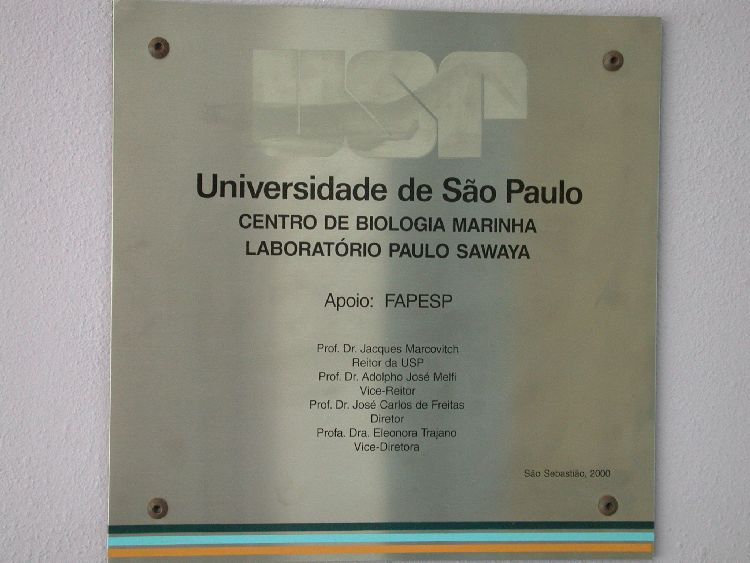 USP
Universidade de São Paulo
CENTRO DE BIOLOGIA MARINHA
LABORATÓRIO PAULO SAWAYA
Apoio: FAPESP
Prof. Dr. Jacques Marcovitch
Reitor da USP
Prof. Dr. Adolpho José Melfi
Vice-Reitor
Prof. Dr. José Carlos de Freitas
Diretor
Profa. Dra. Eleonora Trajano
Vice-Diretora
São Sebastião, 2000